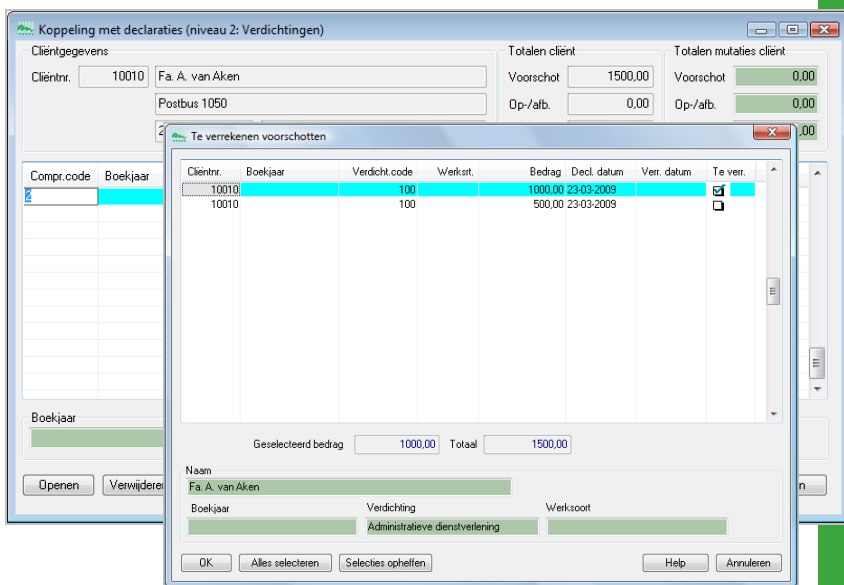 Koppeling met declaraties (niveau 2: Verdichtingen)
Cliëntgegevens Totalen cliënt Totalen mutaties cliënt
Cliëntnr. 10010 Fa. A. van Aken Voorschot 1500,00 Voorschot 0,00
Postbus 1050 Op-/afb. 0,00 Op-/afb. 0,00
2 ,00
Compr.code Boekjaar
2
Boekjaar
Openen Verwijderen n
Te verrekenen voorschotten
Cliëntnr. Boekjaar Verdicht.code Werksrt. Bedrag Decl. datum Verr. datum Te verr.
10010 100 1000,00 23-03-2009
10010 100 500,00 23-03-2009
Geselecteerd bedrag 1000,00 Totaal 1500,00
Naam
Fa. A. van Aken
Boekjaar Verdichting Werksoort
Administratieve dienstverlening
OK Alles selecteren Selecties opheffen Help Annuleren